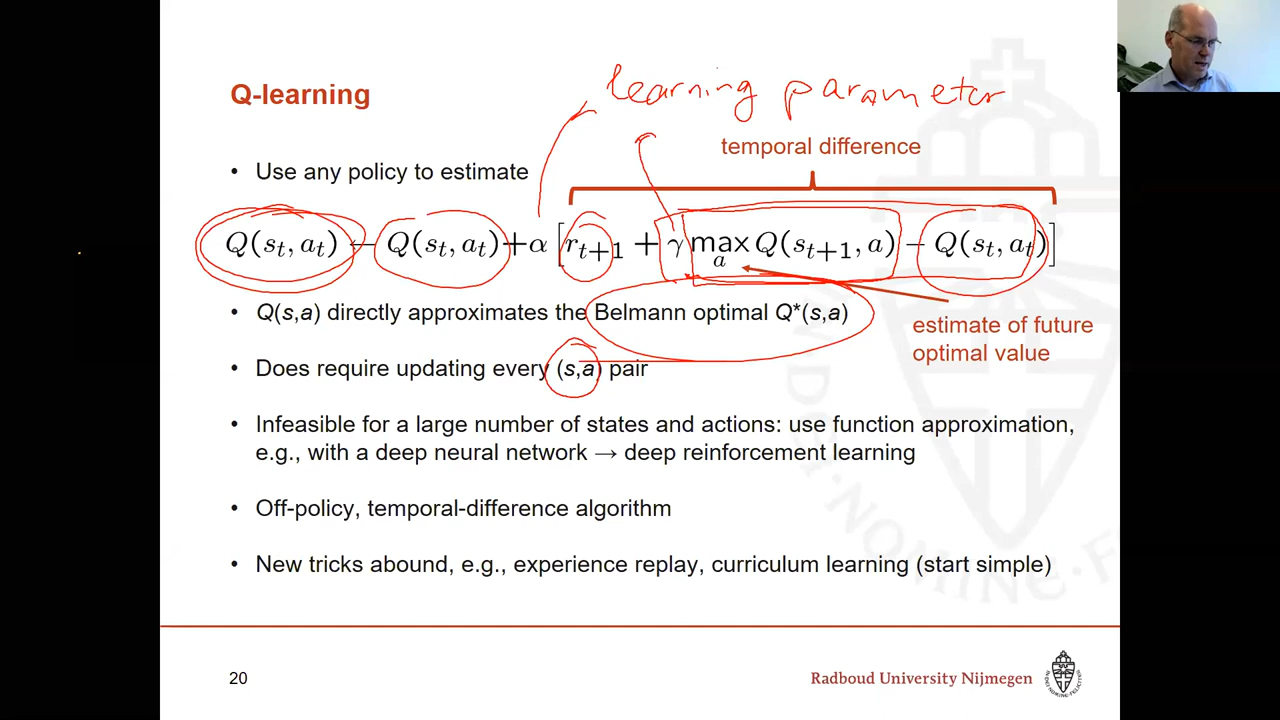 learning parameter
Q-learning
temporal difference
• Use any policy to estimate
Q(s_t, a_t) ← Q(s_t, a_t) + α [r_{t+1} + γ max_a Q(s_{t+1}, a) − Q(s_t, a_t)]
• Q(s,a) directly approximates the Belmann optimal Q*(s,a)
estimate of future
optimal value
• Does require updating every (s,a) pair
• Infeasible for a large number of states and actions: use function approximation,
e.g., with a deep neural network → deep reinforcement learning
• Off-policy, temporal-difference algorithm
• New tricks abound, e.g., experience replay, curriculum learning (start simple)
20
Radboud University Nijmegen